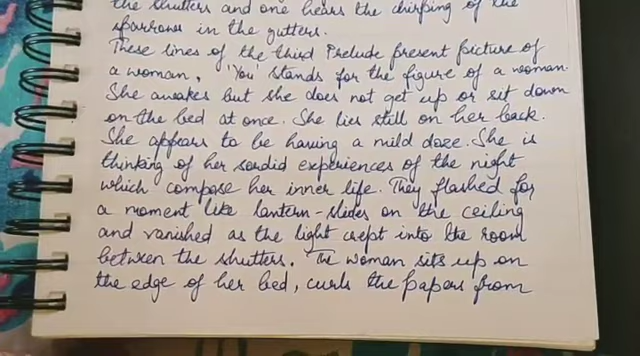 the shutters and one hears the chirping of the
sparrows in the gutters.
These lines of the third Prelude present picture of
a woman. 'You' stands for the figure of a woman.
She awakes but she does not get up or sit down
on the bed at once. She lies still on her back.
She appears to be having a mild doze. She is
thinking of her sordid experiences of the night
which compose her inner life. They flashed for
a moment like lantern-slides on the ceiling
and vanished as the light crept into the room
between the shutters. The woman sits up on
the edge of her bed, curls the papers from